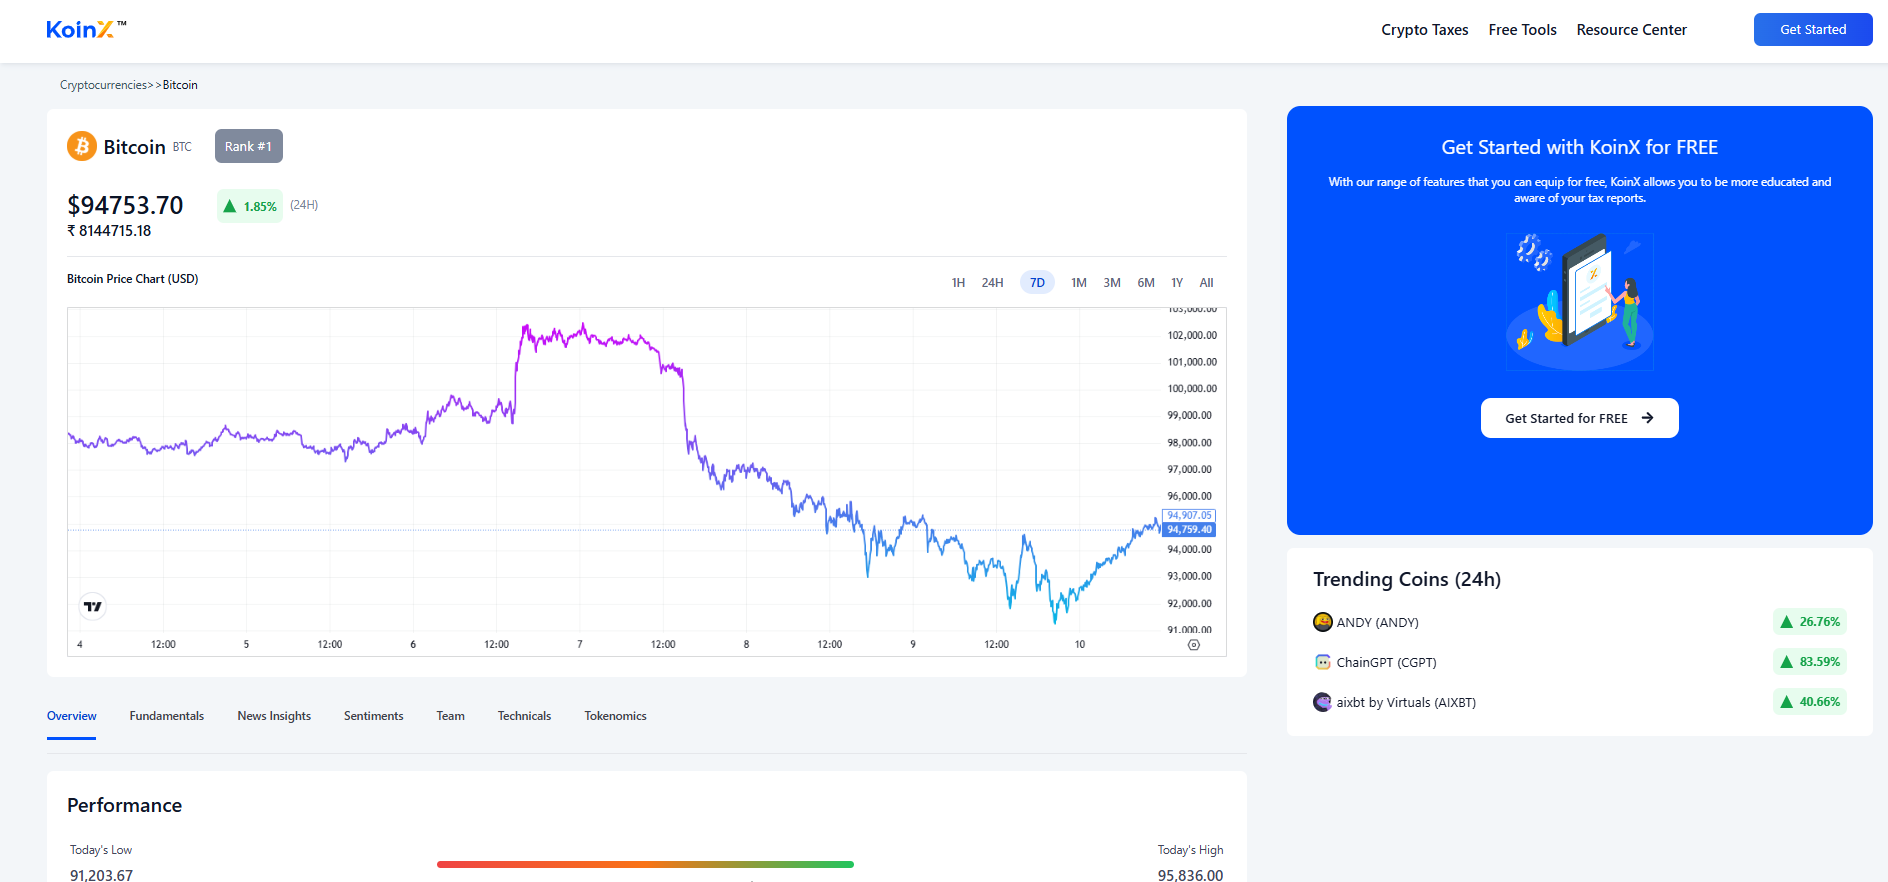 KoinX™
Crypto Taxes
Free Tools
Resource Center
Get Started
Cryptocurrencies>>Bitcoin
Bitcoin BTC
Rank #1
$94753.70
1.85% (24H)
₹ 8144715.18
Bitcoin Price Chart (USD)
1H 24H 7D 1M 3M 6M 1Y All
103,000.00
102,000.00
101,000.00
100,000.00
99,000.00
98,000.00
97,000.00
96,000.00
94,907.05
94,759.40
94,000.00
93,000.00
92,000.00
91,000.00
4 12:00 5 12:00 6 12:00 7 12:00 8 12:00 9 12:00 10
Overview Fundamentals News Insights Sentiments Team Technicals Tokenomics
Performance
Today's Low
91,203.67
Today's High
95,836.00
Get Started with KoinX for FREE
With our range of features that you can equip for free, KoinX allows you to be more educated and
aware of your tax reports.
Get Started for FREE →
Trending Coins (24h)
ANDY (ANDY) 26.76%
ChainGPT (CGPT) 83.59%
aixbt by Virtuals (AIXBT) 40.66%